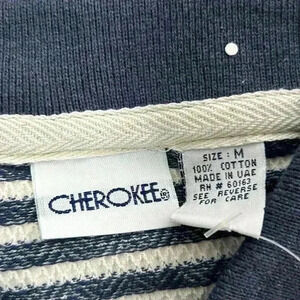 CHEROKEE®
SIZE: M
100% COTTON
MADE IN UAE
RN# 60163
SEE REVERSE
FOR CARE